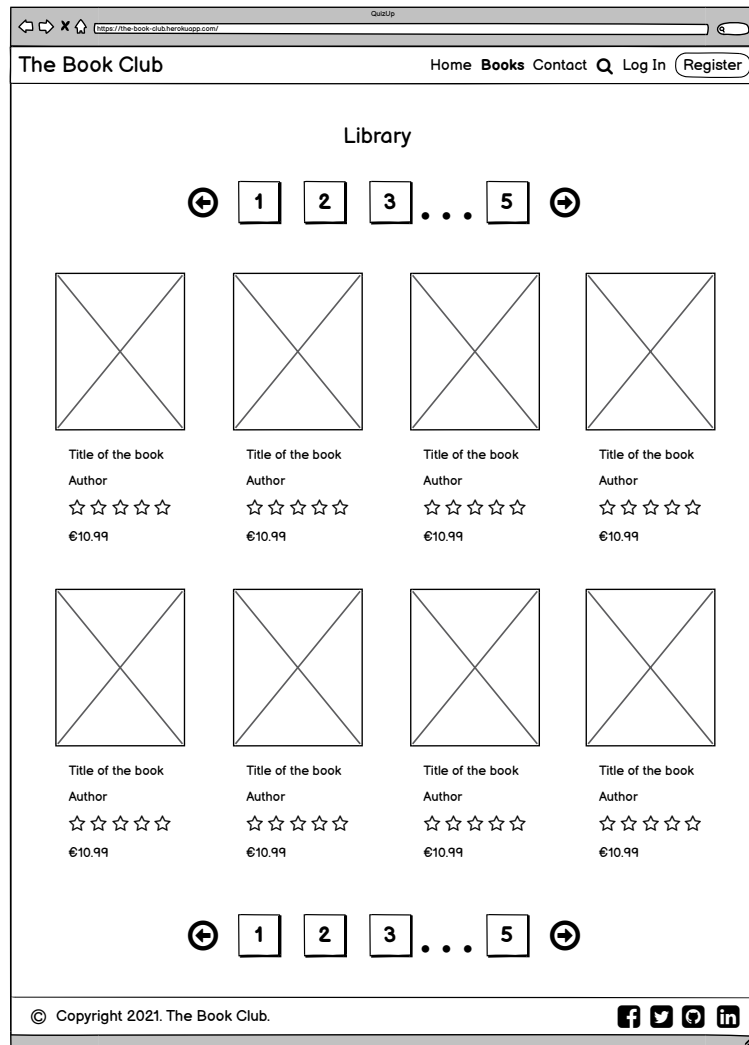 QuizUp
https://the-book-club.herokuapp.com/
The Book Club Home Books Contact Log In Register
Library
1 2 3 ... 5
Title of the book Title of the book Title of the book Title of the book
Author Author Author Author
€10.99 €10.99 €10.99 €10.99
Title of the book Title of the book Title of the book Title of the book
Author Author Author Author
€10.99 €10.99 €10.99 €10.99
1 2 3 ... 5
© Copyright 2021. The Book Club.